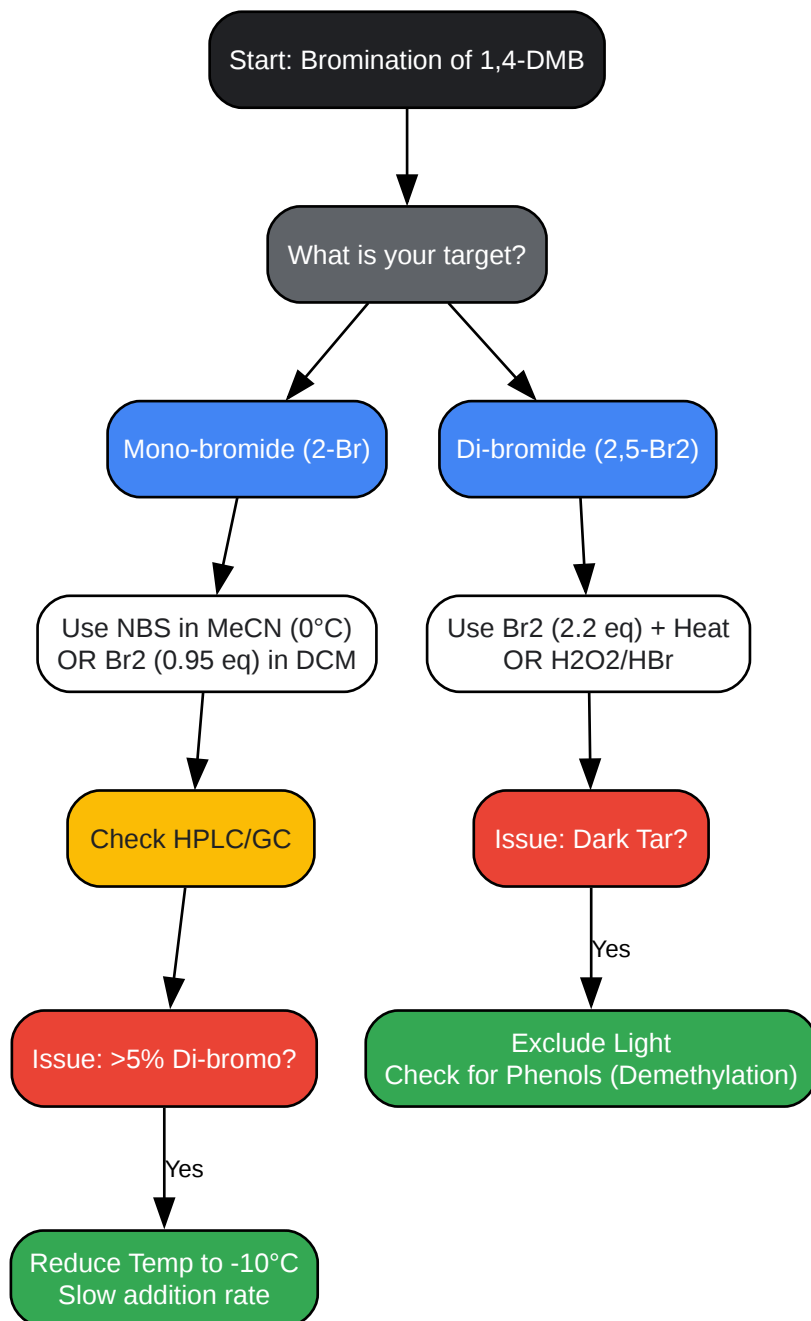 Start: Bromination of 1,4-DMB
What is your target?
Mono-bromide (2-Br)
Di-bromide (2,5-Br2)
Use NBS in MeCN (0°C)
OR Br2 (0.95 eq) in DCM
Use Br2 (2.2 eq) + Heat
OR H2O2/HBr
Check HPLC/GC
Issue: Dark Tar?
Yes
Issue: >5% Di-bromo?
Exclude Light
Check for Phenols (Demethylation)
Yes
Reduce Temp to -10°C
Slow addition rate